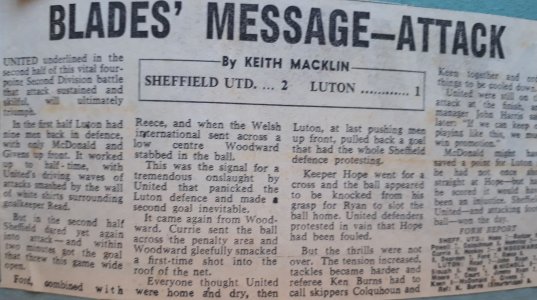 BLADES' MESSAGE—ATTACK
By KEITH MACKLIN
SHEFFIELD UTD. ... 2 LUTON ............ 1
UNITED underlined in the
second half of this vital four-
point Second Division battle
that attack sustained and
skilful, will ultimately
triumph.
In the first half Luton had
nine men back in defence,
with only McDonald and
Givens up front. It worked
up to half-time, with
United's driving waves of
attacks smashed by the wall
of white shirts surrounding
goalkeeper Read.
But in the second half
Sheffield dared yet again
into attack—and within
two minutes got the goal
that threw this game wide
open.
Ford, combined with
Reece, and when the Welsh
international sent across a
low centre Woodward
stabbed in the ball.
This was the signal for a
tremendous onslaught by
United that panicked the
Luton defence and made a
second goal inevitable.
It came again from Wood-
ward. Currie sent the ball
across the penalty area and
Woodward gleefully smacked
a first-time shot into the
roof of the net.
Everyone thought United
were home and dry, then
Luton, at last pushing men
up front, pulled back a goal
that had the whole Sheffield
defence protesting.
Keeper Hope went for a
cross and the ball appeared
to be knocked from his
grasp for Ryan to slot the
ball home. United defenders
protested in vain that Hope
had been fouled.
But the thrills were not
over. The tension increased,
tackles became harder and
referee Ken Burns had to
call skippers Colquhoun and
Keen together and
things to be cooled down.
United were still on
attack at the finish,
manager John Harris
after: "If we can keep
playing like this, we
win promotion."
McDonald could have
saved a point for Luton
he had not once
straight at Hope—but
he scored it would have
been an injustice
United—and attacking
ball—on the day.
FORM REPORT